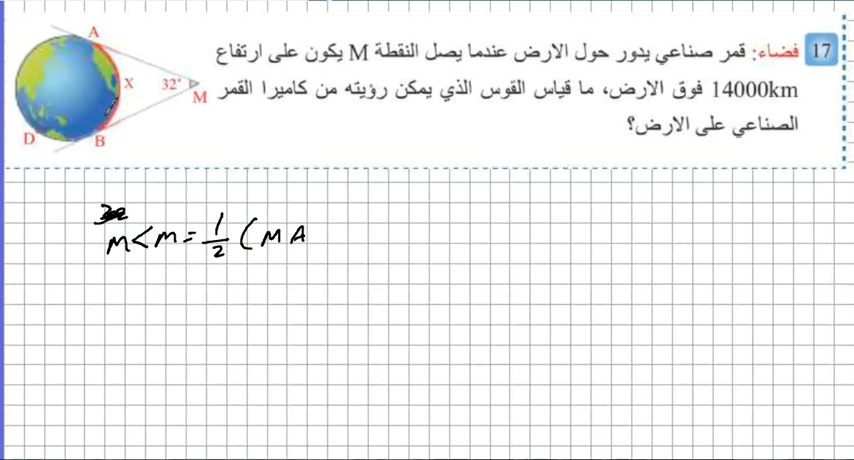 17 فضاء: قمر صناعي يدور حول الارض عندما يصل النقطة M يكون على ارتفاع
14000km فوق الارض، ما قياس القوس الذي يمكن رؤيته من كاميرا القمر
الصناعي على الارض؟
A
X
32°
M
B
D
m<m = 1/2 (m A